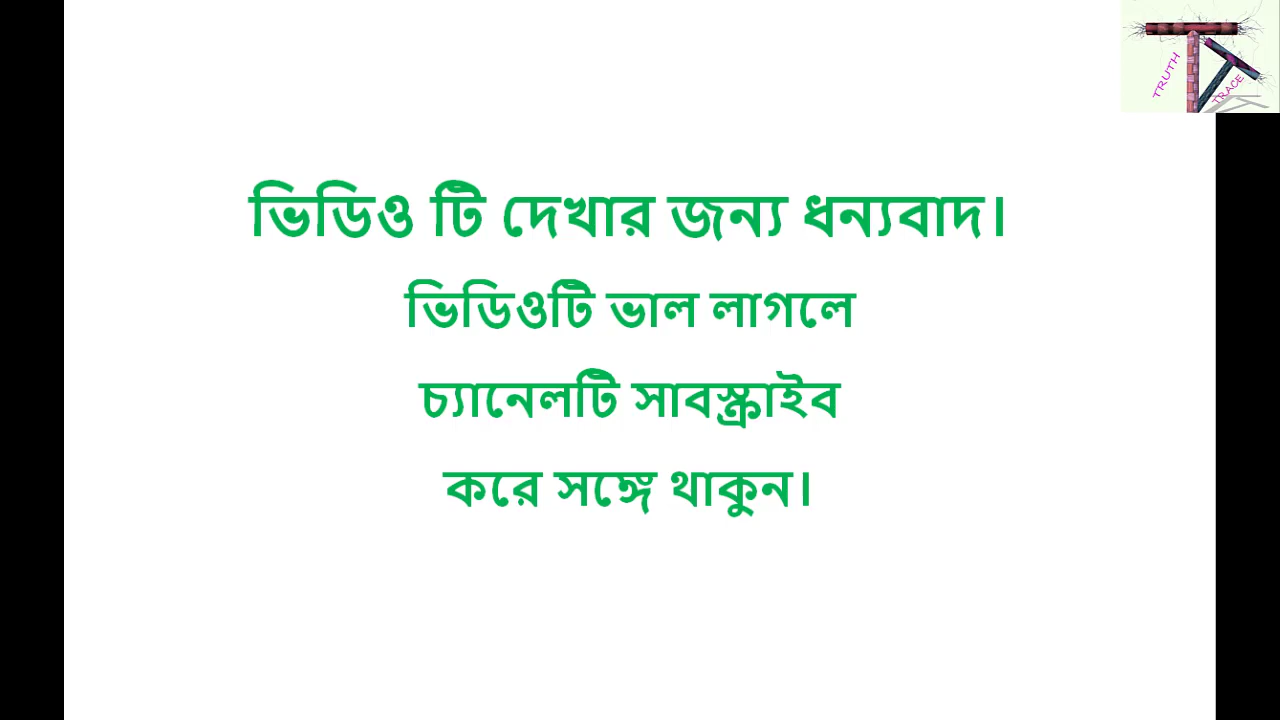 TRUTH
TRACE
ভিডিও টি দেখার জন্য ধন্যবাদ।
ভিডিওটি ভাল লাগলে
চ্যানেলটি সাবস্ক্রাইব
করে সঙ্গে থাকুন।